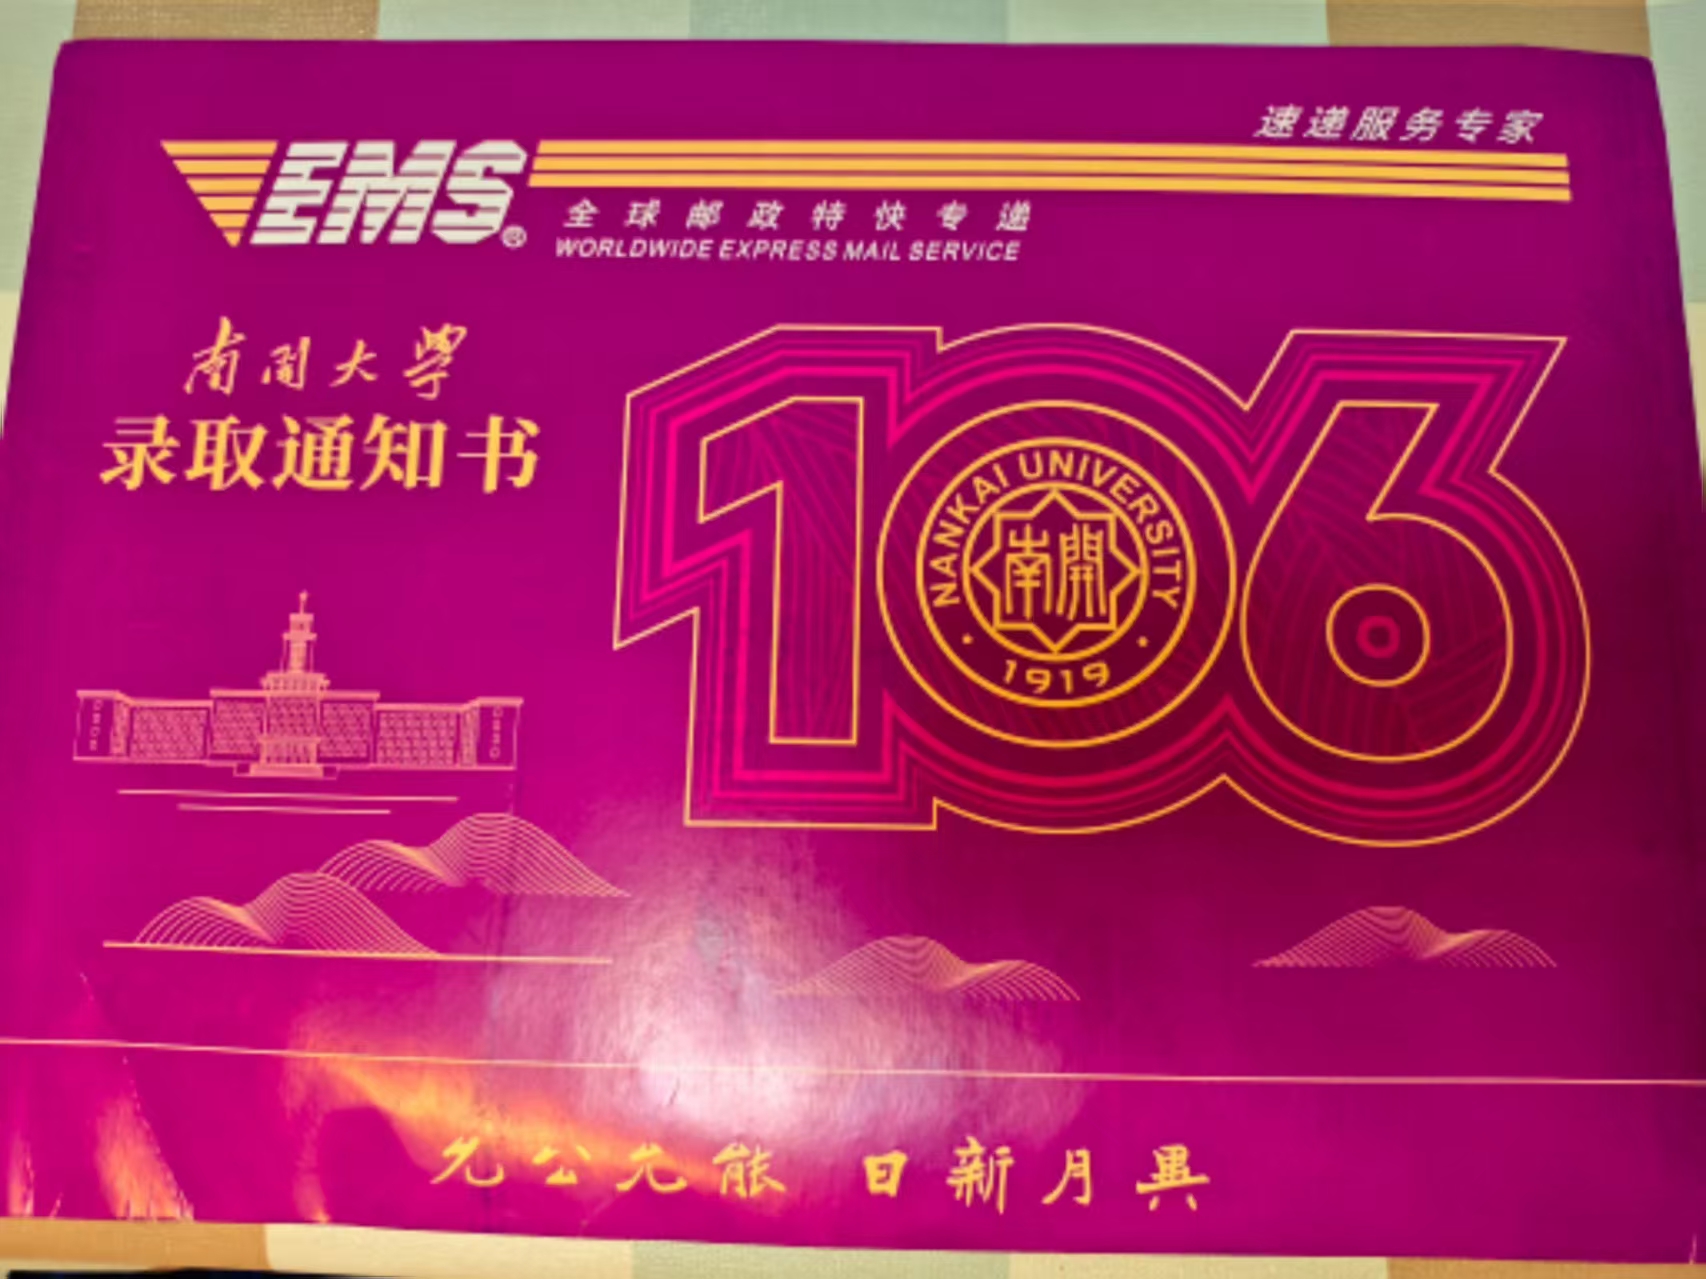 速递服务专家
EMS®
全球邮政特快专递
WORLDWIDE EXPRESS MAIL SERVICE
南开大学
录取通知书
106
NANKAI UNIVERSITY
南開
· 1919 ·
允公允能 日新月異